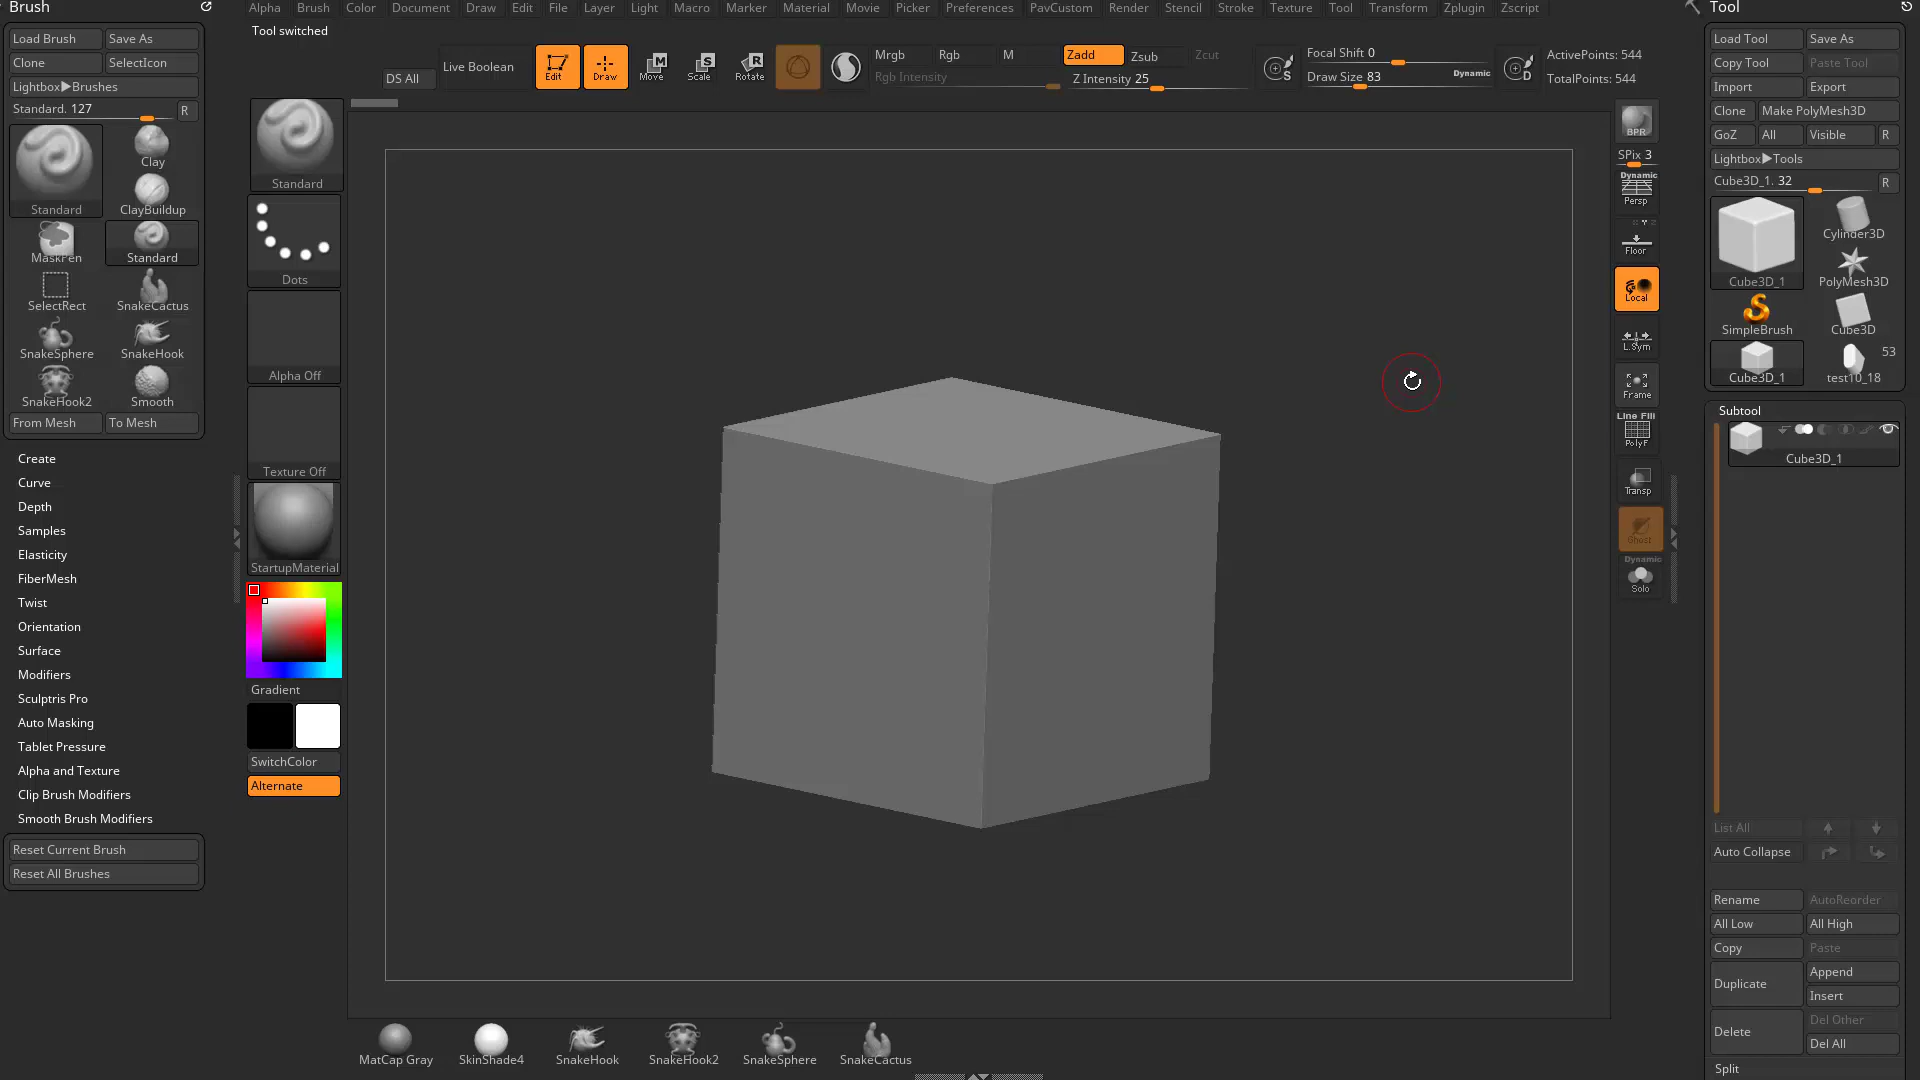 Brush
Alpha Brush Color Document Draw Edit File Layer Light Macro Marker Material Movie Picker Preferences PavCustom Render Stencil Stroke Texture Tool Transform Zplugin Zscript
Tool
Tool switched
Load Brush Save As
Clone SelectIcon
Lightbox▶Brushes
Standard. 127 R
Standard
Clay
ClayBuildup
MaskPen
Standard
SelectRect
SnakeCactus
SnakeSphere
SnakeHook
SnakeHook2
Smooth
From Mesh To Mesh
Create
Curve
Depth
Samples
Elasticity
FiberMesh
Twist
Orientation
Surface
Modifiers
Sculptris Pro
Auto Masking
Tablet Pressure
Alpha and Texture
Clip Brush Modifiers
Smooth Brush Modifiers
Reset Current Brush
Reset All Brushes
DS All
Live Boolean
Edit
Draw
Move
Scale
Rotate
Mrgb Rgb M
Rgb Intensity
Zadd Zsub Zcut
Z Intensity 25
S
Focal Shift 0
Draw Size 83 Dynamic
D
ActivePoints: 544
TotalPoints: 544
Standard
Dots
Alpha Off
Texture Off
StartupMaterial
Gradient
SwitchColor
Alternate
BPR
SPix 3
Dynamic
Persp
Floor
Local
L.Sym
Frame
Line Fill
PolyF
Transp
Ghost
Dynamic
Solo
Load Tool Save As
Copy Tool Paste Tool
Import Export
Clone Make PolyMesh3D
GoZ All Visible R
Lightbox▶Tools
Cube3D_1. 32 R
Cube3D_1
Cylinder3D
PolyMesh3D
SimpleBrush
Cube3D
Cube3D_1
53
test10_18
Subtool
Cube3D_1
List All
Auto Collapse
Rename AutoReorder
All Low All High
Copy Paste
Duplicate Append
Insert
Delete Del Other
Del All
Split
MatCap Gray SkinShade4 SnakeHook SnakeHook2 SnakeSphere SnakeCactus